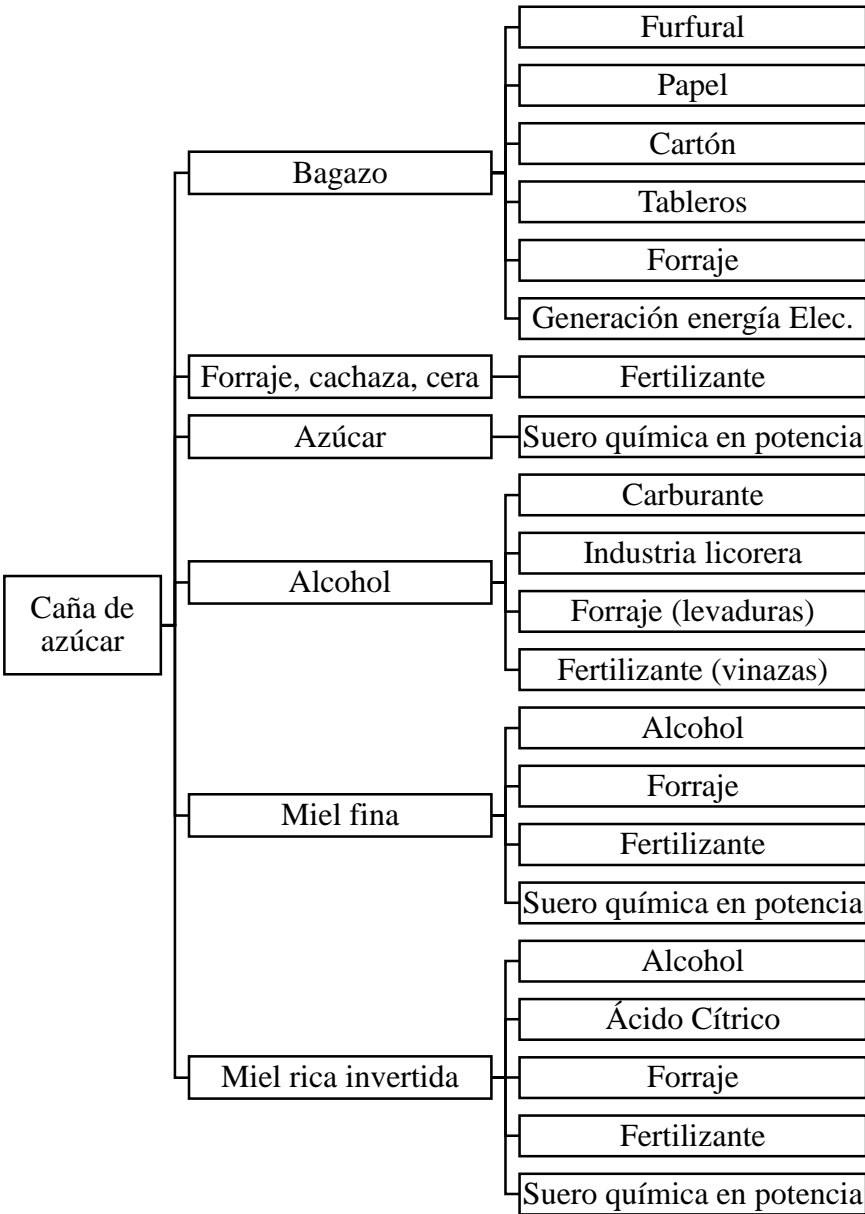 Caña de
azúcar
Bagazo
Furfural
Papel
Cartón
Tableros
Forraje
Generación energía Elec.
Forraje, cachaza, cera
Fertilizante
Azúcar
Suero química en potencia
Alcohol
Carburante
Industria licorera
Forraje (levaduras)
Fertilizante (vinazas)
Miel fina
Alcohol
Forraje
Fertilizante
Suero química en potencia
Miel rica invertida
Alcohol
Ácido Cítrico
Forraje
Fertilizante
Suero química en potencia